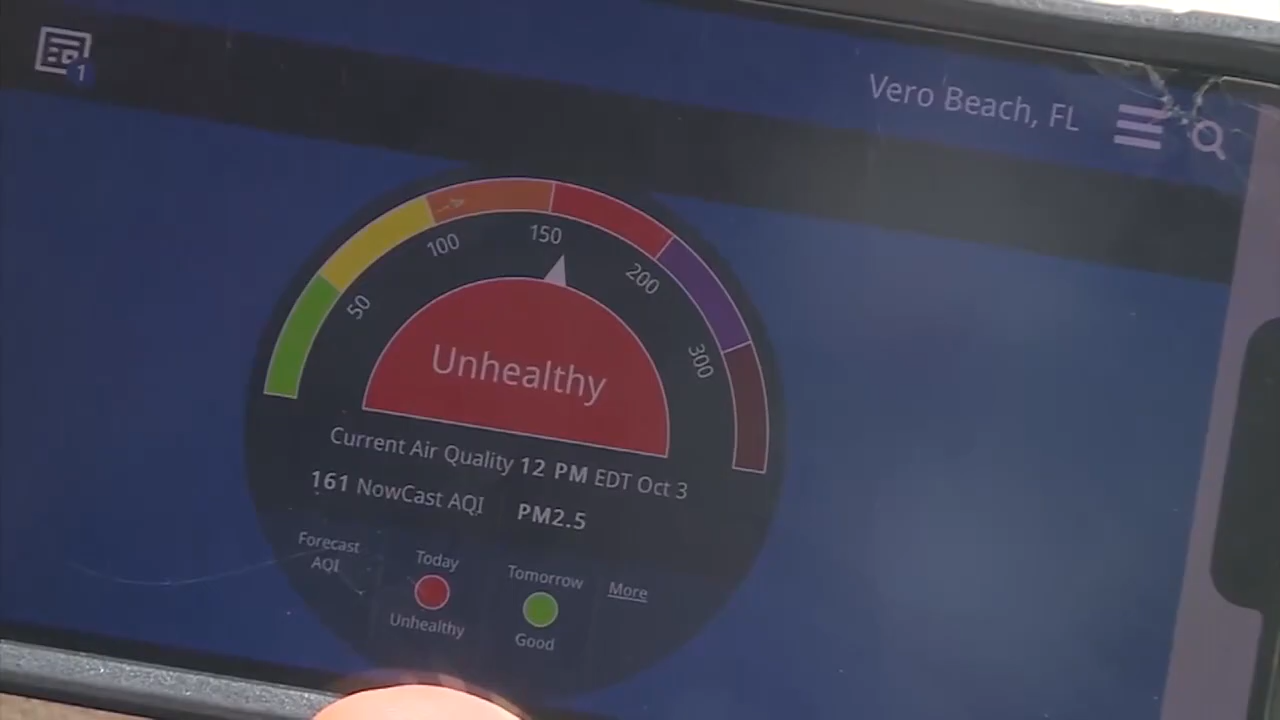 1
Vero Beach, FL
50
100
150
200
300
Unhealthy
Current Air Quality 12 PM EDT Oct 3
161 NowCast AQI PM2.5
Forecast
AQI
Today
Unhealthy
Tomorrow
Good
More